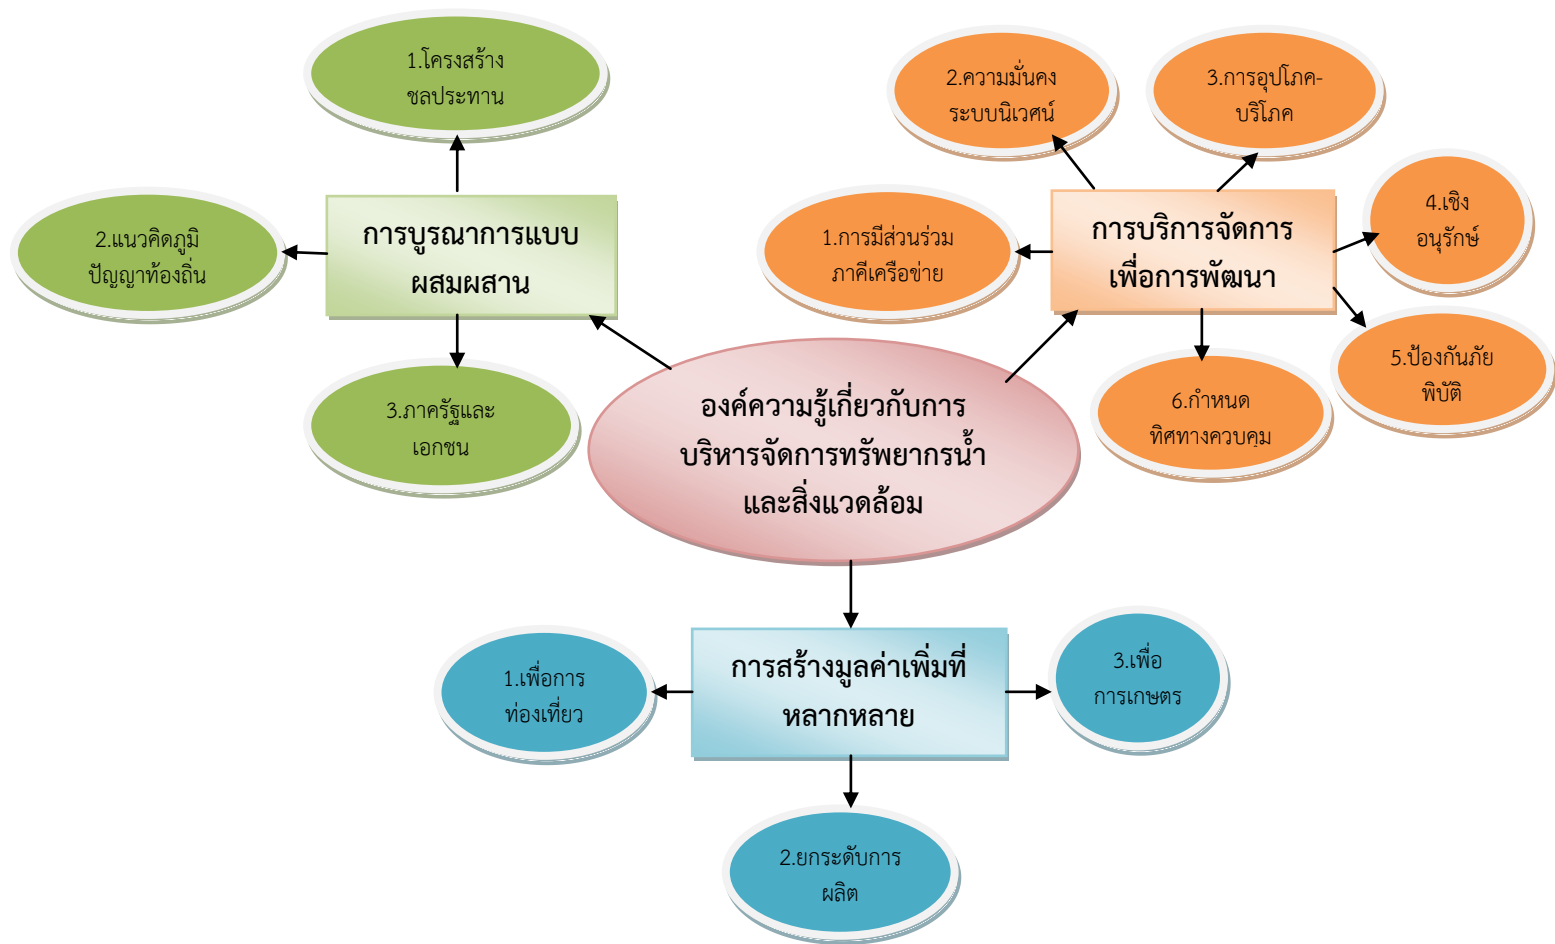 1.โครงสร้าง
ชลประทาน
2.แนวคิดภูมิ
ปัญญาท้องถิ่น
การบูรณาการแบบ
ผสมผสาน
3.ภาครัฐและ
เอกชน
2.ความมั่นคง
ระบบนิเวศน์
3.การอุปโภค-
บริโภค
1.การมีส่วนร่วม
ภาคีเครือข่าย
การบริการจัดการ
เพื่อการพัฒนา
4.เชิง
อนุรักษ์
5.ป้องกันภัย
พิบัติ
6.กำหนด
ทิศทางควบคุม
องค์ความรู้เกี่ยวกับการ
บริหารจัดการทรัพยากรน้ำ
และสิ่งแวดล้อม
1.เพื่อการ
ท่องเที่ยว
การสร้างมูลค่าเพิ่มที่
หลากหลาย
3.เพื่อ
การเกษตร
2.ยกระดับการ
ผลิต